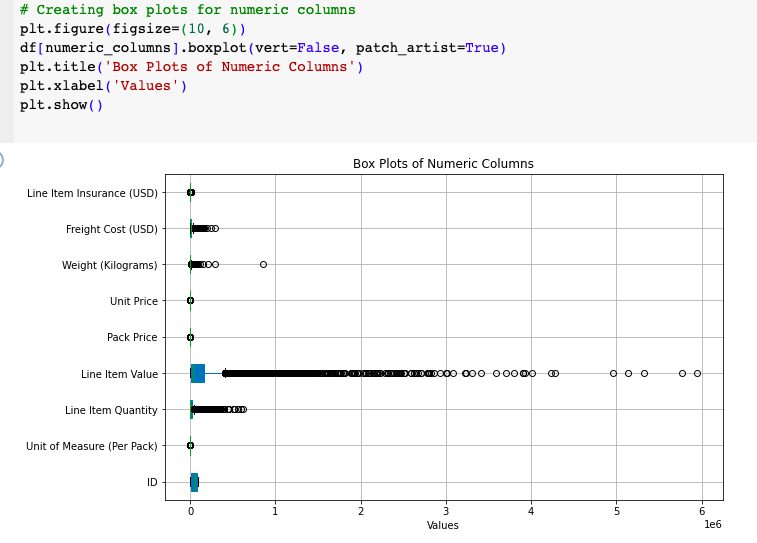 # Creating box plots for numeric columns
plt.figure(figsize=(10, 6))
df[numeric_columns].boxplot(vert=False, patch_artist=True)
plt.title('Box Plots of Numeric Columns')
plt.xlabel('Values')
plt.show()
Box Plots of Numeric Columns
Line Item Insurance (USD)
Freight Cost (USD)
Weight (Kilograms)
Unit Price
Pack Price
Line Item Value
Line Item Quantity
Unit of Measure (Per Pack)
ID
0 1 2 3 4 5 6
Values
1e6